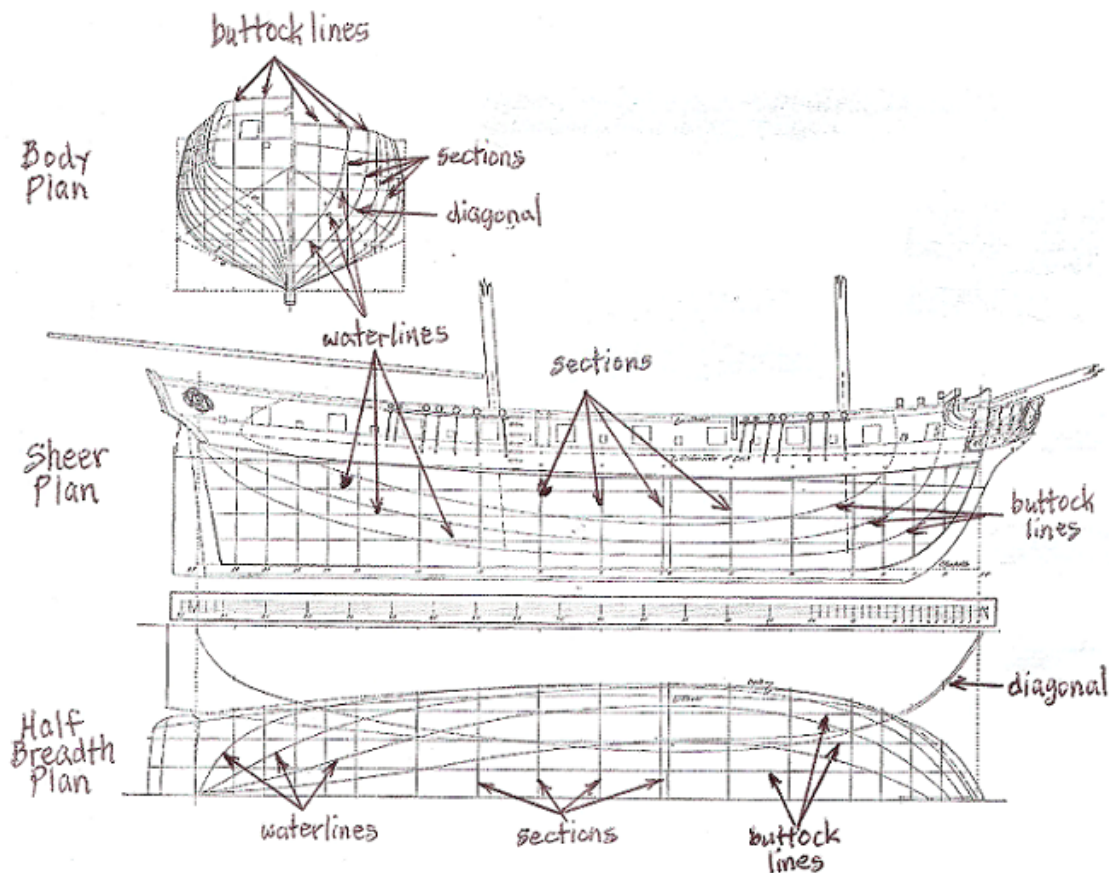 buttock lines
Body
Plan
sections
diagonal
waterlines
sections
Sheer
Plan
buttock
lines
diagonal
Half
Breadth
Plan
waterlines
sections
buttock
lines